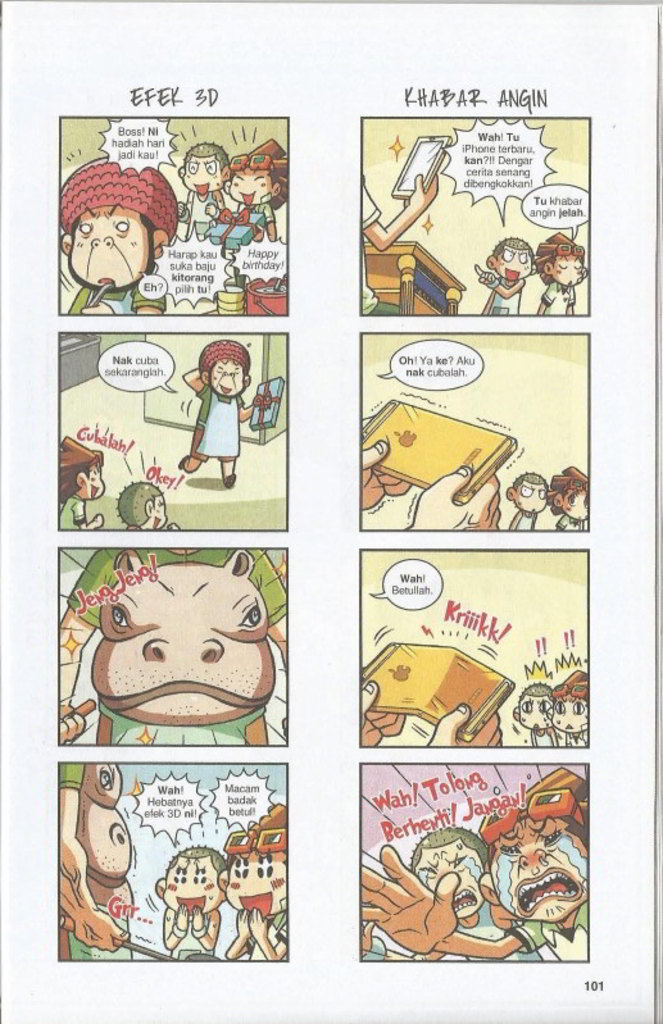 EFEK 3D
Boss! Ni
hadiah hari
jadi kau!
Harap kau
suka baju
kitorang
pilih tu!
Happy
birthday!
Eh?
Nak cuba
sekaranglah.
Cubalah!
Okey!
Jeng Jeng!
Wah!
Hebatnya
efek 3D ni!
Macam
badak
betul!
Grr...
KHABAR ANGIN
Wah! Tu
iPhone terbaru,
kan?!! Dengar
cerita senang
dibengkokkan!
Tu khabar
angin jelah.
Oh! Ya ke? Aku
nak cubalah.
Wah!
Betullah.
Kriiikk!
!! !!
Wah! Tolong
Berhenti! Jangan!
101